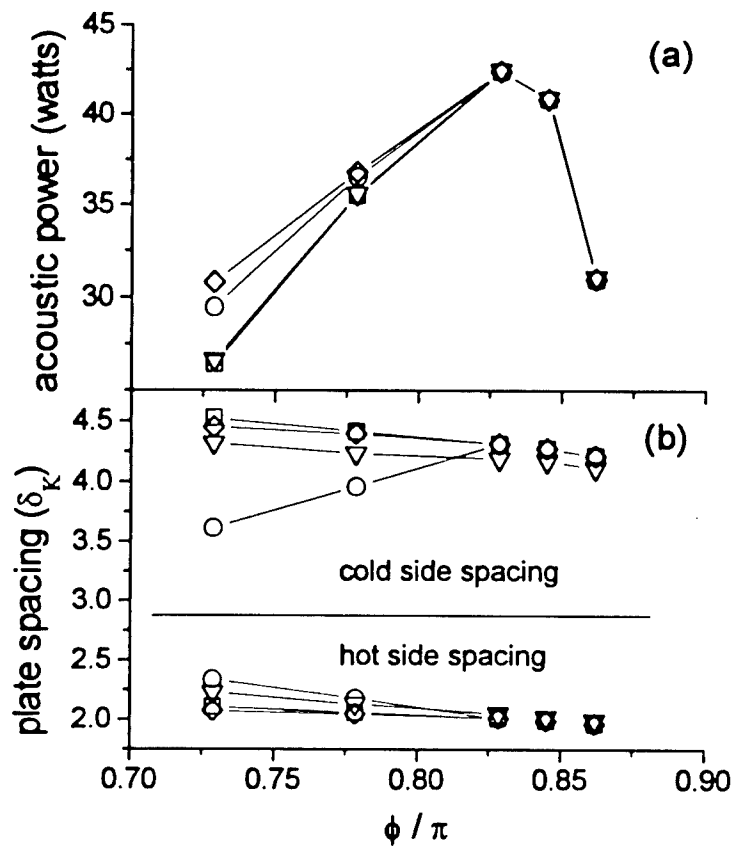 45
40
35
30
acoustic power (watts)
(a)
4.5
4.0
3.5
3.0
2.5
2.0
plate spacing (δ_K)
(b)
cold side spacing
hot side spacing
0.70
0.75
0.80
0.85
0.90
ϕ / π